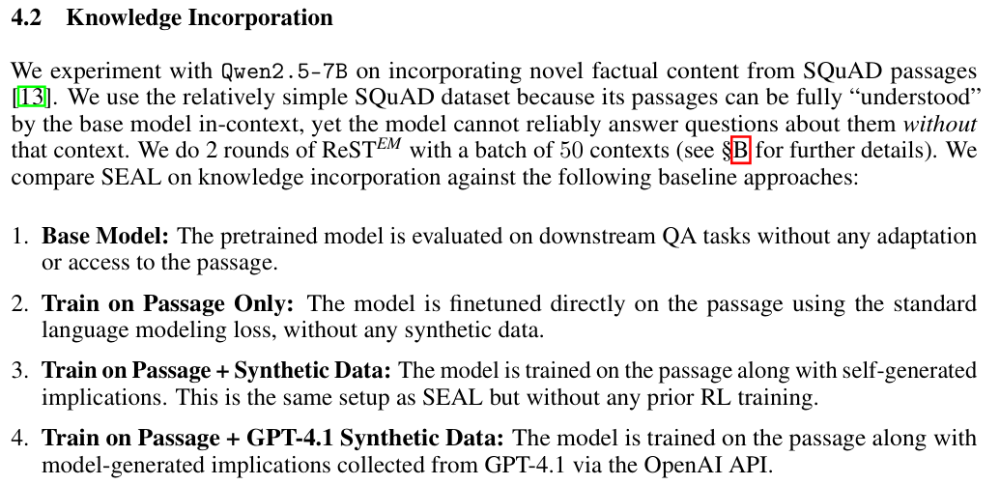 4.2 Knowledge Incorporation
We experiment with Qwen2.5-7B on incorporating novel factual content from SQuAD passages
[13]. We use the relatively simple SQuAD dataset because its passages can be fully “understood”
by the base model in-context, yet the model cannot reliably answer questions about them without
that context. We do 2 rounds of ReST^EM with a batch of 50 contexts (see §B for further details). We
compare SEAL on knowledge incorporation against the following baseline approaches:
1. Base Model: The pretrained model is evaluated on downstream QA tasks without any adaptation
or access to the passage.
2. Train on Passage Only: The model is finetuned directly on the passage using the standard
language modeling loss, without any synthetic data.
3. Train on Passage + Synthetic Data: The model is trained on the passage along with self-generated
implications. This is the same setup as SEAL but without any prior RL training.
4. Train on Passage + GPT-4.1 Synthetic Data: The model is trained on the passage along with
model-generated implications collected from GPT-4.1 via the OpenAI API.